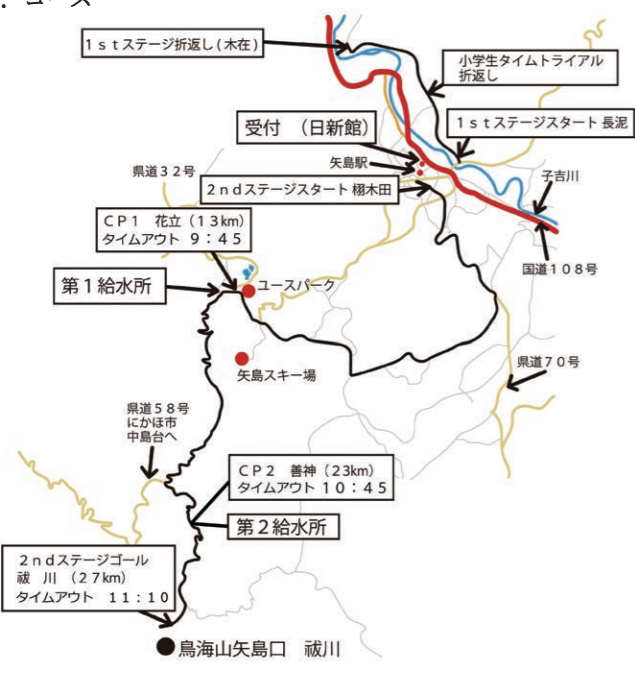 ．コース
１ｓｔステージ折返し(木在)
小学生タイムトライアル
折返し
受付　（日新館）
１ｓｔステージスタート 長泥
矢島駅
県道３２号
２ｎｄステージスタート 栩木田
子吉川
ＣＰ１　花立（１３km）
タイムアウト　９：４５
国道１０８号
第１給水所
ユースパーク
矢島スキー場
県道７０号
県道５８号
にかほ市
中島台へ
ＣＰ２　善神（２３km）
タイムアウト １０：４５
第２給水所
２ｎｄステージゴール
祓　川　（２７km）
タイムアウト　１１：１０
鳥海山矢島口　祓川